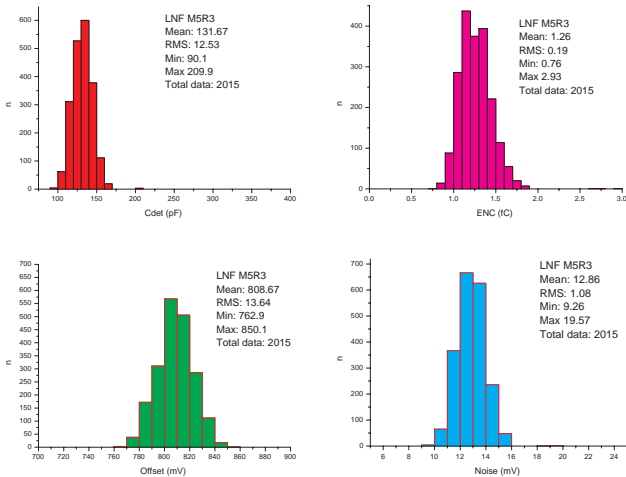 LNF M5R3
Mean: 131.67
RMS: 12.53
Min: 90.1
Max 209.9
Total data: 2015
600
500
400
300
200
100
0
n
100 150 200 250 300 350 400
Cdet (pF)
LNF M5R3
Mean: 1.26
RMS: 0.19
Min: 0.76
Max 2.93
Total data: 2015
400
300
200
100
0
n
0.0 0.5 1.0 1.5 2.0 2.5 3.0
ENC (fC)
LNF M5R3
Mean: 808.67
RMS: 13.64
Min: 762.9
Max: 850.1
Total data: 2015
700
650
600
550
500
450
400
350
300
250
200
150
100
50
0
n
700 720 740 760 780 800 820 840 860 880 900
Offset (mV)
LNF M5R3
Mean: 12.86
RMS: 1.08
Min: 9.26
Max 19.57
Total data: 2015
700
600
500
400
300
200
100
0
n
6 8 10 12 14 16 18 20 22 24
Noise (mV)